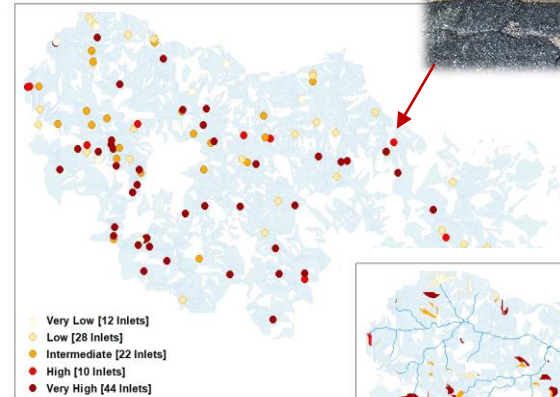 Very Low [12 Inlets]
Low [28 Inlets]
Intermediate [22 Inlets]
High [10 Inlets]
Very High [44 Inlets]